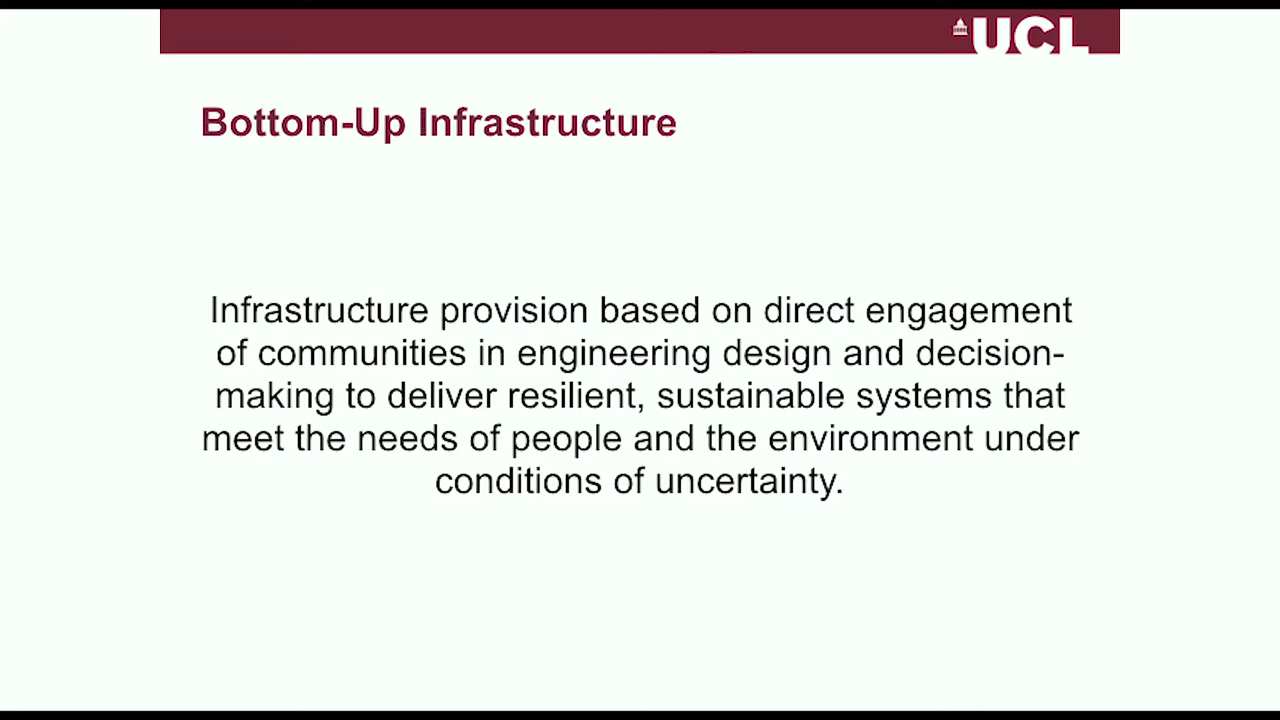 UCL
Bottom-Up Infrastructure
Infrastructure provision based on direct engagement
of communities in engineering design and decision-
making to deliver resilient, sustainable systems that
meet the needs of people and the environment under
conditions of uncertainty.